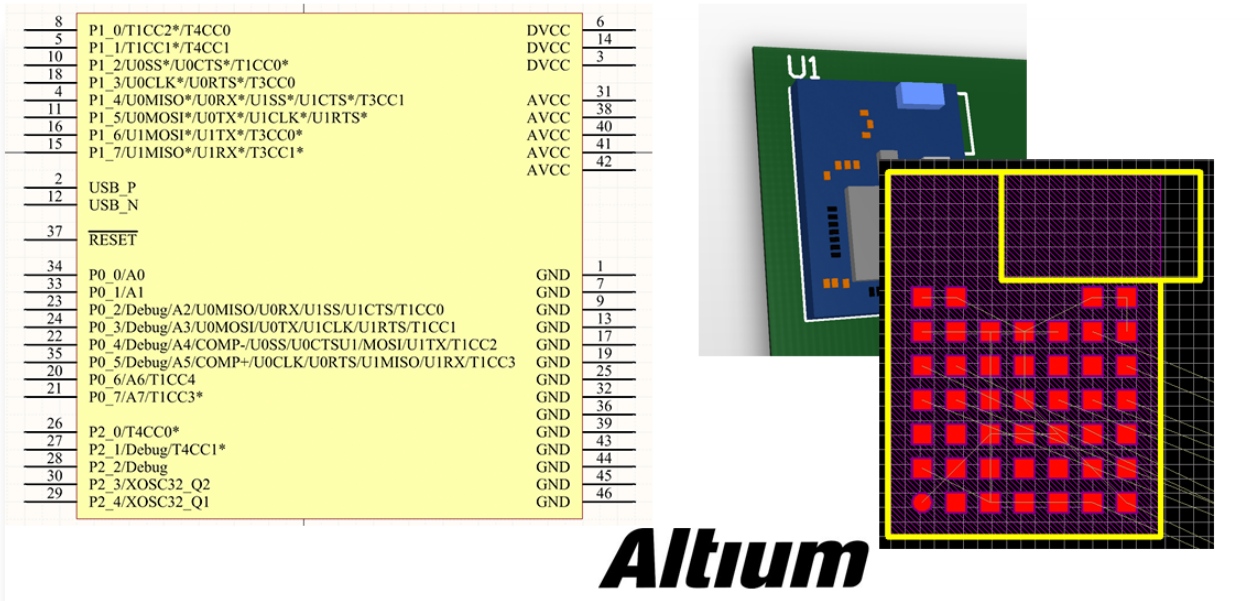 8 P1_0/T1CC2*/T4CC0 DVCC 6
5 P1_1/T1CC1*/T4CC1 DVCC 14
10 P1_2/U0SS*/U0CTS*/T1CC0* DVCC 3
18 P1_3/U0CLK*/U0RTS*/T3CC0
4 P1_4/U0MISO*/U0RX*/U1SS*/U1CTS*/T3CC1 AVCC 31
11 P1_5/U0MOSI*/U0TX*/U1CLK*/U1RTS* AVCC 38
16 P1_6/U1MOSI*/U1TX*/T3CC0* AVCC 40
15 P1_7/U1MISO*/U1RX*/T3CC1* AVCC 41
AVCC 42
2 USB_P
12 USB_N
37 RESET
34 P0_0/A0 GND 1
33 P0_1/A1 GND 7
23 P0_2/Debug/A2/U0MISO/U0RX/U1SS/U1CTS/T1CC0 GND 9
24 P0_3/Debug/A3/U0MOSI/U0TX/U1CLK/U1RTS/T1CC1 GND 13
22 P0_4/Debug/A4/COMP-/U0SS/U0CTSU1/MOSI/U1TX/T1CC2 GND 17
35 P0_5/Debug/A5/COMP+/U0CLK/U0RTS/U1MISO/U1RX/T1CC3 GND 19
20 P0_6/A6/T1CC4 GND 25
21 P0_7/A7/T1CC3* GND 32
GND 36
26 P2_0/T4CC0* GND 39
27 P2_1/Debug/T4CC1* GND 43
28 P2_2/Debug GND 44
30 P2_3/XOSC32_Q2 GND 45
29 P2_4/XOSC32_Q1 GND 46
U1
Altium